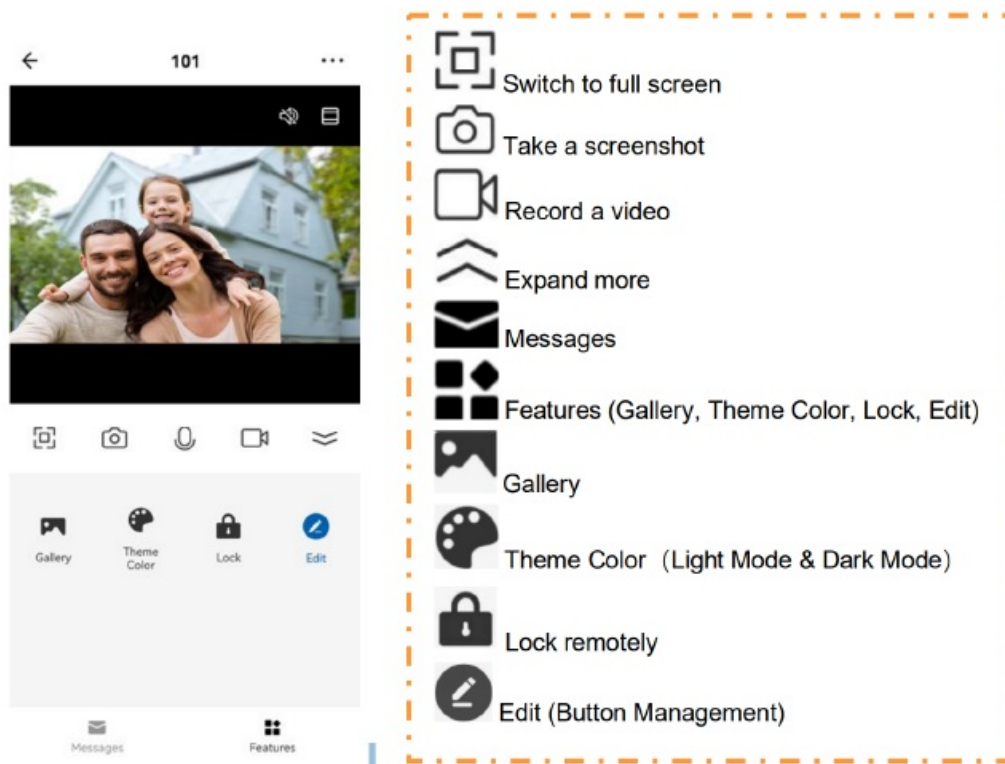 101
Gallery
Theme
Color
Lock
Edit
Messages
Features
Switch to full screen
Take a screenshot
Record a video
Expand more
Messages
Features (Gallery, Theme Color, Lock, Edit)
Gallery
Theme Color（Light Mode & Dark Mode）
Lock remotely
Edit (Button Management)